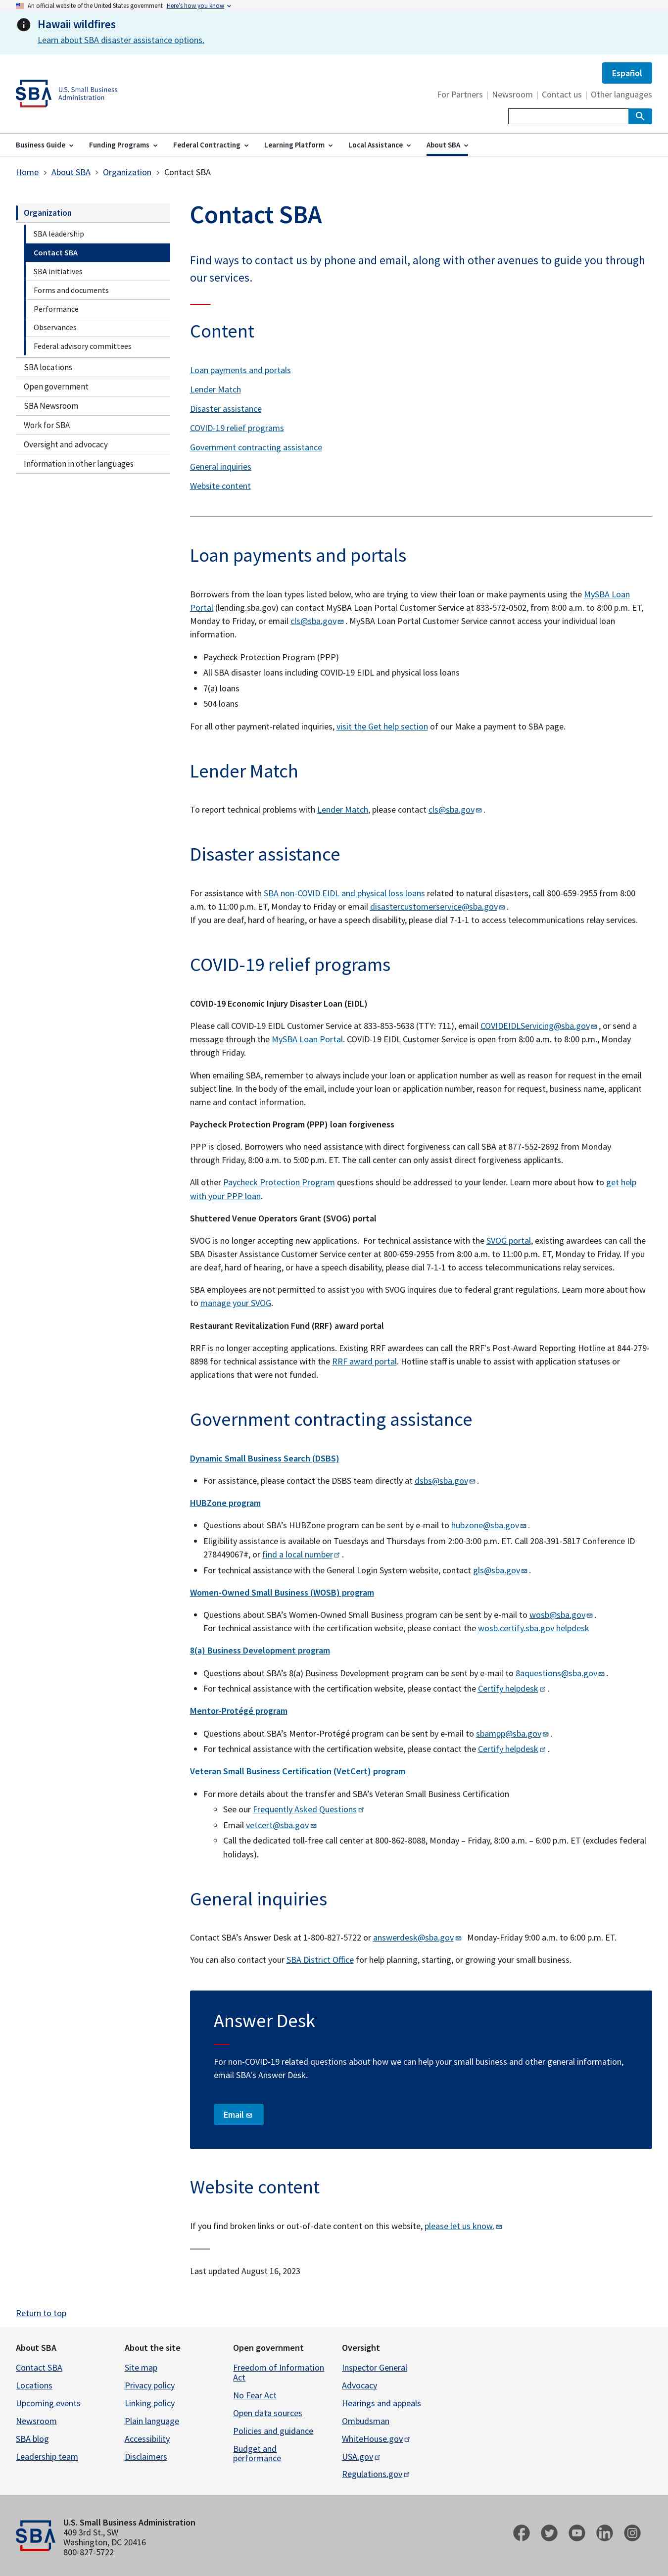 An official website of the United States government Here's how you know
Hawaii wildfires
Learn about SBA disaster assistance options.
Español
SBA U.S. Small Business
Administration
For Partners | Newsroom | Contact us | Other languages
Business Guide Funding Programs Federal Contracting Learning Platform Local Assistance About SBA
Home > About SBA > Organization > Contact SBA
Organization
SBA leadership
Contact SBA
SBA initiatives
Forms and documents
Performance
Observances
Federal advisory committees
SBA locations
Open government
SBA Newsroom
Work for SBA
Oversight and advocacy
Information in other languages
Contact SBA
Find ways to contact us by phone and email, along with other avenues to guide you through
our services.
Content
Loan payments and portals
Lender Match
Disaster assistance
COVID-19 relief programs
Government contracting assistance
General inquiries
Website content
Loan payments and portals
Borrowers from the loan types listed below, who are trying to view their loan or make payments using the MySBA Loan
Portal (lending.sba.gov) can contact MySBA Loan Portal Customer Service at 833-572-0502, from 8:00 a.m. to 8:00 p.m. ET,
Monday to Friday, or email cls@sba.gov . MySBA Loan Portal Customer Service cannot access your individual loan
information.
• Paycheck Protection Program (PPP)
• All SBA disaster loans including COVID-19 EIDL and physical loss loans
• 7(a) loans
• 504 loans
For all other payment-related inquiries, visit the Get help section of our Make a payment to SBA page.
Lender Match
To report technical problems with Lender Match, please contact cls@sba.gov .
Disaster assistance
For assistance with SBA non-COVID EIDL and physical loss loans related to natural disasters, call 800-659-2955 from 8:00
a.m. to 11:00 p.m. ET, Monday to Friday or email disastercustomerservice@sba.gov .
If you are deaf, hard of hearing, or have a speech disability, please dial 7-1-1 to access telecommunications relay services.
COVID-19 relief programs
COVID-19 Economic Injury Disaster Loan (EIDL)
Please call COVID-19 EIDL Customer Service at 833-853-5638 (TTY: 711), email COVIDEIDLServicing@sba.gov , or send a
message through the MySBA Loan Portal. COVID-19 EIDL Customer Service is open from 8:00 a.m. to 8:00 p.m., Monday
through Friday.
When emailing SBA, remember to always include your loan or application number as well as reason for request in the email
subject line. In the body of the email, include your loan or application number, reason for request, business name, applicant
name and contact information.
Paycheck Protection Program (PPP) loan forgiveness
PPP is closed. Borrowers who need assistance with direct forgiveness can call SBA at 877-552-2692 from Monday
through Friday, 8:00 a.m. to 5:00 p.m. ET. The call center can only assist direct forgiveness applicants.
All other Paycheck Protection Program questions should be addressed to your lender. Learn more about how to get help
with your PPP loan.
Shuttered Venue Operators Grant (SVOG) portal
SVOG is no longer accepting new applications. For technical assistance with the SVOG portal, existing awardees can call the
SBA Disaster Assistance Customer Service center at 800-659-2955 from 8:00 a.m. to 11:00 p.m. ET, Monday to Friday. If you
are deaf, hard of hearing, or have a speech disability, please dial 7-1-1 to access telecommunications relay services.
SBA employees are not permitted to assist you with SVOG inquires due to federal grant regulations. Learn more about how
to manage your SVOG.
Restaurant Revitalization Fund (RRF) award portal
RRF is no longer accepting applications. Existing RRF awardees can call the RRF's Post-Award Reporting Hotline at 844-279-
8898 for technical assistance with the RRF award portal. Hotline staff is unable to assist with application statuses or
applications that were not funded.
Government contracting assistance
Dynamic Small Business Search (DSBS)
• For assistance, please contact the DSBS team directly at dsbs@sba.gov .
HUBZone program
• Questions about SBA's HUBZone program can be sent by e-mail to hubzone@sba.gov .
• Eligibility assistance is available on Tuesdays and Thursdays from 2:00-3:00 p.m. ET. Call 208-391-5817 Conference ID
278449067#, or find a local number .
• For technical assistance with the General Login System website, contact gls@sba.gov .
Women-Owned Small Business (WOSB) program
• Questions about SBA's Women-Owned Small Business program can be sent by e-mail to wosb@sba.gov .
For technical assistance with the certification website, please contact the wosb.certify.sba.gov helpdesk
8(a) Business Development program
• Questions about SBA's 8(a) Business Development program can be sent by e-mail to 8aquestions@sba.gov .
• For technical assistance with the certification website, please contact the Certify helpdesk .
Mentor-Protégé program
• Questions about SBA's Mentor-Protégé program can be sent by e-mail to sbampp@sba.gov .
• For technical assistance with the certification website, please contact the Certify helpdesk .
Veteran Small Business Certification (VetCert) program
• For more details about the transfer and SBA's Veteran Small Business Certification
◦ See our Frequently Asked Questions
◦ Email vetcert@sba.gov
◦ Call the dedicated toll-free call center at 800-862-8088, Monday – Friday, 8:00 a.m. – 6:00 p.m. ET (excludes federal
holidays).
General inquiries
Contact SBA's Answer Desk at 1-800-827-5722 or answerdesk@sba.gov Monday-Friday 9:00 a.m. to 6:00 p.m. ET.
You can also contact your SBA District Office for help planning, starting, or growing your small business.
Answer Desk
For non-COVID-19 related questions about how we can help your small business and other general information,
email SBA's Answer Desk.
Email
Website content
If you find broken links or out-of-date content on this website, please let us know.
Last updated August 16, 2023
Return to top
About SBA
Contact SBA
Locations
Upcoming events
Newsroom
SBA blog
Leadership team
About the site
Site map
Privacy policy
Linking policy
Plain language
Accessibility
Disclaimers
Open government
Freedom of Information
Act
No Fear Act
Open data sources
Policies and guidance
Budget and
performance
Oversight
Inspector General
Advocacy
Hearings and appeals
Ombudsman
WhiteHouse.gov
USA.gov
Regulations.gov
SBA
U.S. Small Business Administration
409 3rd St., SW
Washington, DC 20416
800-827-5722